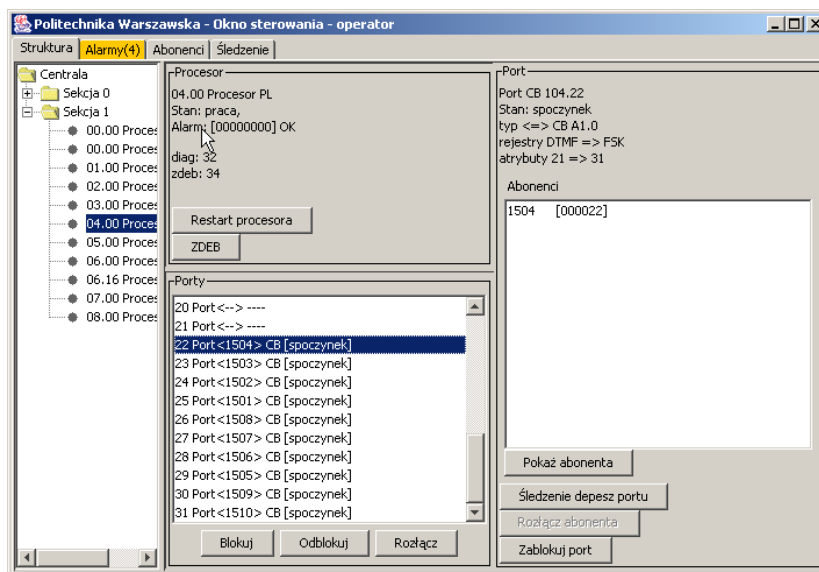 Politechnika Warszawska - Okno sterowania - operator
Struktura Alarmy(4) Abonenci Śledzenie
Centrala
Sekcja 0
Sekcja 1
00.00 Proces
00.00 Proces
01.00 Proces
02.00 Proces
03.00 Proces
04.00 Proces
05.00 Proces
06.00 Proces
06.16 Proces
07.00 Proces
08.00 Proces
Procesor
04.00 Procesor PL
Stan: praca,
Alarm: [00000000] OK
diag: 32
zdeb: 34
Restart procesora
ZDEB
Porty
20 Port<--> ----
21 Port<--> ----
22 Port<1504> CB [spoczynek]
23 Port<1503> CB [spoczynek]
24 Port<1502> CB [spoczynek]
25 Port<1501> CB [spoczynek]
26 Port<1508> CB [spoczynek]
27 Port<1507> CB [spoczynek]
28 Port<1506> CB [spoczynek]
29 Port<1505> CB [spoczynek]
30 Port<1509> CB [spoczynek]
31 Port<1510> CB [spoczynek]
Blokuj Odblokuj Rozłącz
Port
Port CB 104.22
Stan: spoczynek
typ <=> CB A1.0
rejestry DTMF => FSK
atrybuty 21 => 31
Abonenci
1504 [000022]
Pokaż abonenta
Śledzenie depesz portu
Rozłącz abonenta
Zablokuj port